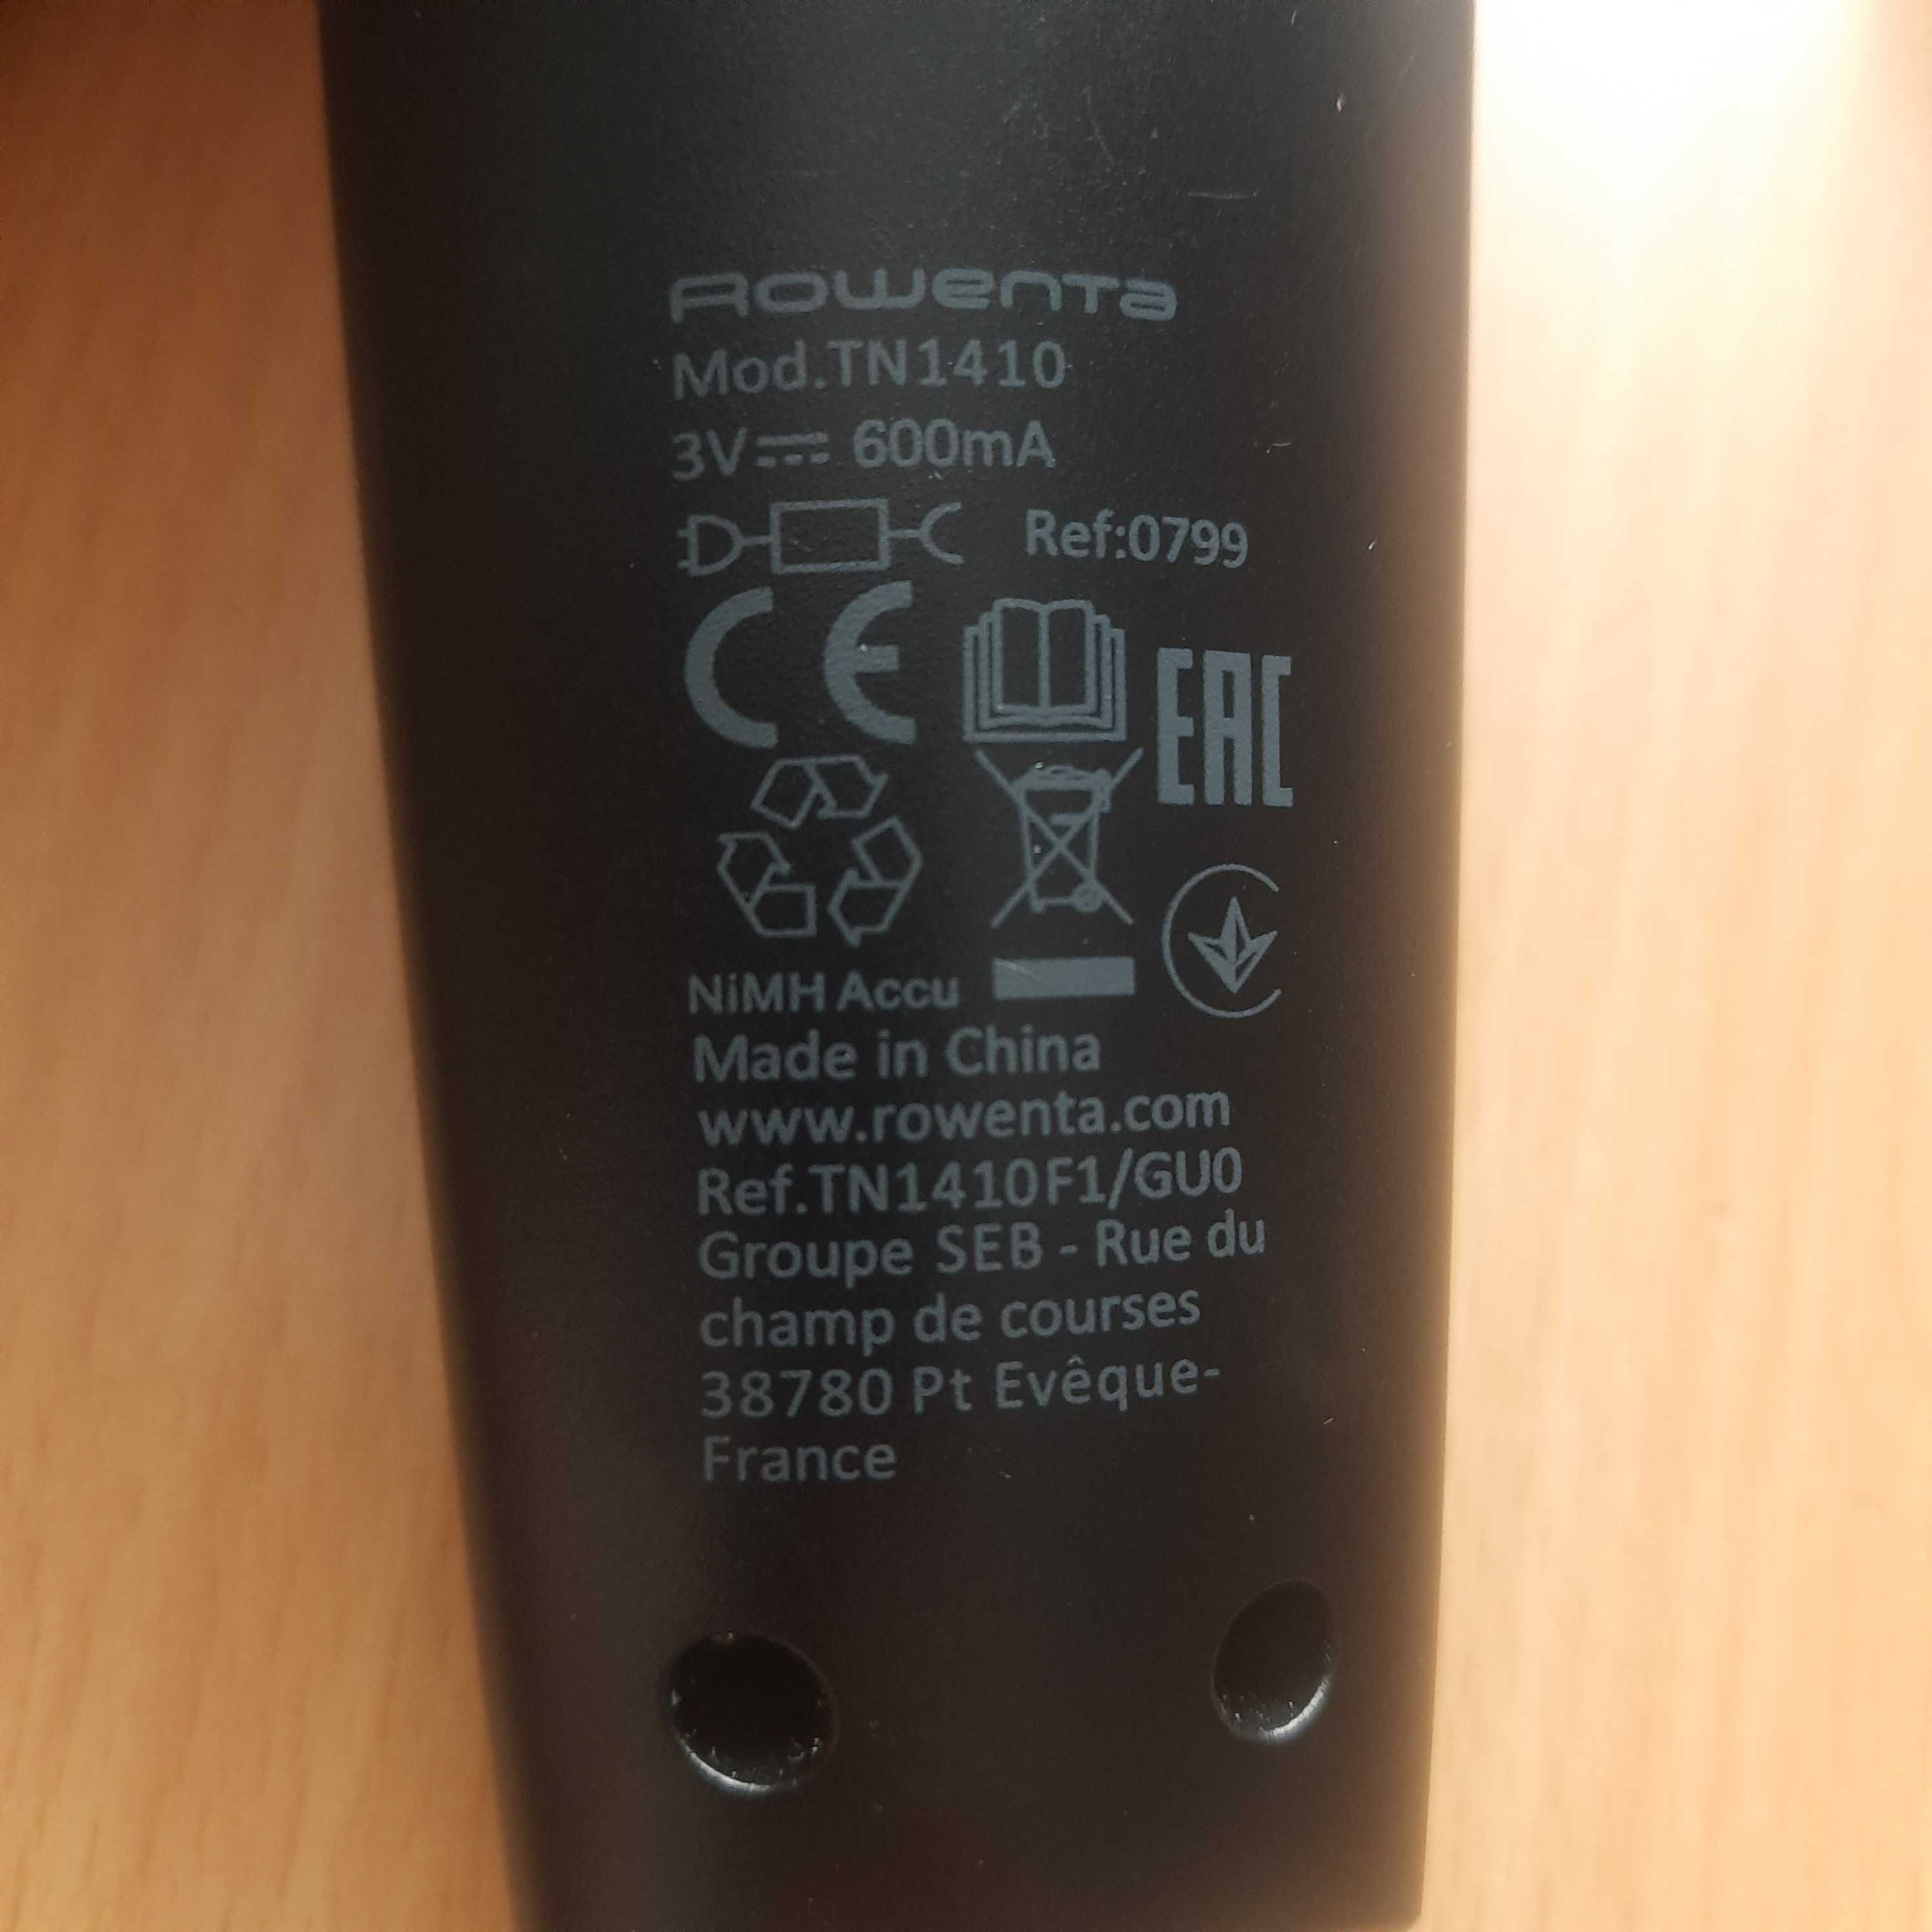 Rowenta
Mod.TN1410
3V⎓ 600mA
Ref:0799
CE
EAC
NiMH Accu
Made in China
www.rowenta.com
Ref.TN1410F1/GU0
Groupe SEB - Rue du
champ de courses
38780 Pt Evêque-
France